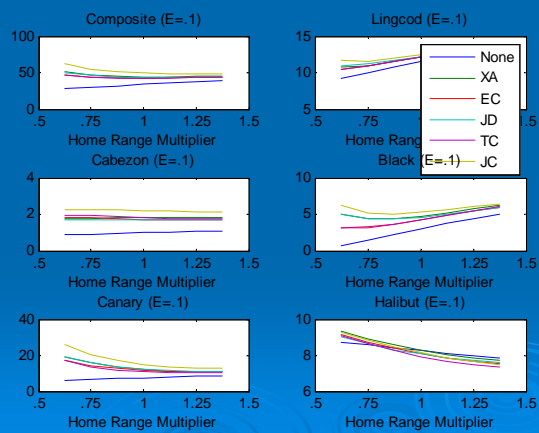 Composite (E=.1)
Lingcod (E=.1)
100
50
0
.5 .75 1 1.25 1.5
Home Range Multiplier
15
10
5
.5 .75 1 1.5
Home Range Multiplier
None
XA
EC
JD
TC
JC
Cabezon (E=.1)
Black (E=.1)
4
2
0
.5 .75 1 1.25 1.5
Home Range Multiplier
10
5
0
.5 .75 1 1.25 1.5
Home Range Multiplier
Canary (E=.1)
Halibut (E=.1)
40
20
0
.5 .75 1 1.25 1.5
Home Range Multiplier
10
8
6
.5 .75 1 1.25 1.5
Home Range Multiplier